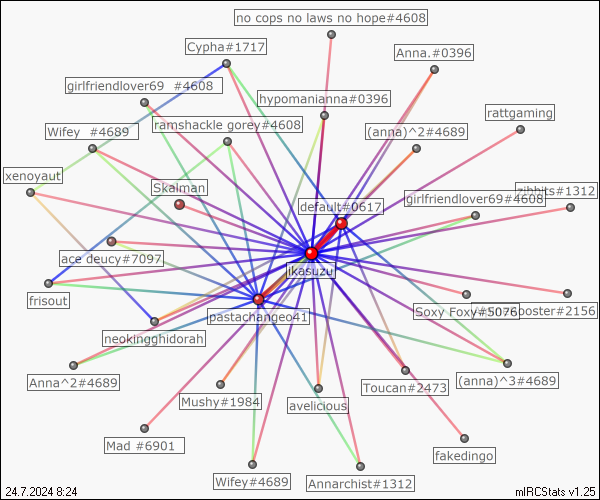 no cops no laws no hope#4608
Cypha#1717
Anna.#0396
girlfriendlover69 #4608
hypomanianna#0396
rattgaming
Wifey #4689
ramshackle gorey#4608
(anna)^2#4689
xenoyaut
Skalman
zibbits#1312
girlfriendlover69#4608
default#0617
ace deucy#7097
jkasuzu
frisout
pastachangeo41
Soxy Foxy#5076
poster#2156
neokingghidorah
Anna^2#4689
Mushy#1984
avelicious
Toucan#2473
(anna)^3#4689
Mad #6901
fakedingo
Wifey#4689
Annarchist#1312
24.7.2024 8:24
mIRCStats v1.25